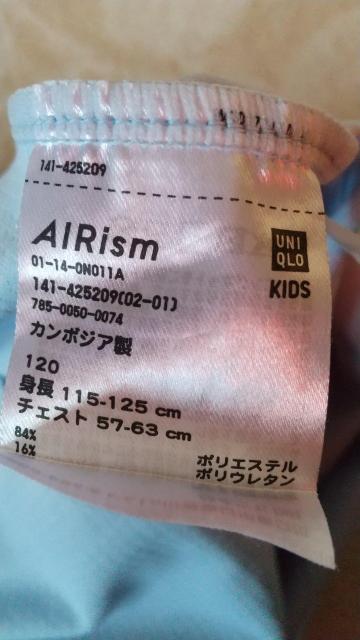 141-425209
AIRism
UNI
QLO
KIDS
01-14-0N011A
141-425209(02-01)
785-0050-0074
カンボジア製
120
身長 115-125 cm
チェスト 57-63 cm
84% ポリエステル
16% ポリウレタン